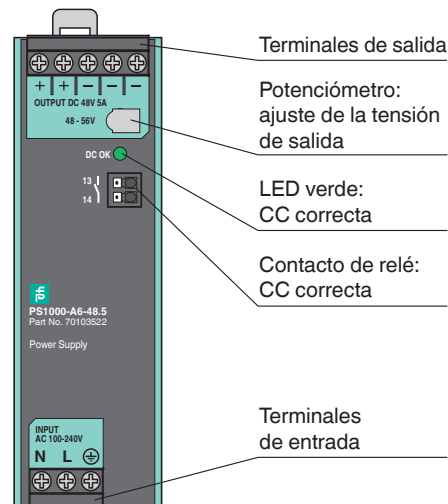 Terminales de salida
+ + − − −
OUTPUT DC 48V 5A
48 - 56V
Potenciómetro:
ajuste de la tensión
de salida
DC OK
LED verde:
CC correcta
13
14
Contacto de relé:
CC correcta
PS1000-A6-48.5
Part No. 70103522
Power Supply
INPUT
AC 100-240V
N L
Terminales
de entrada